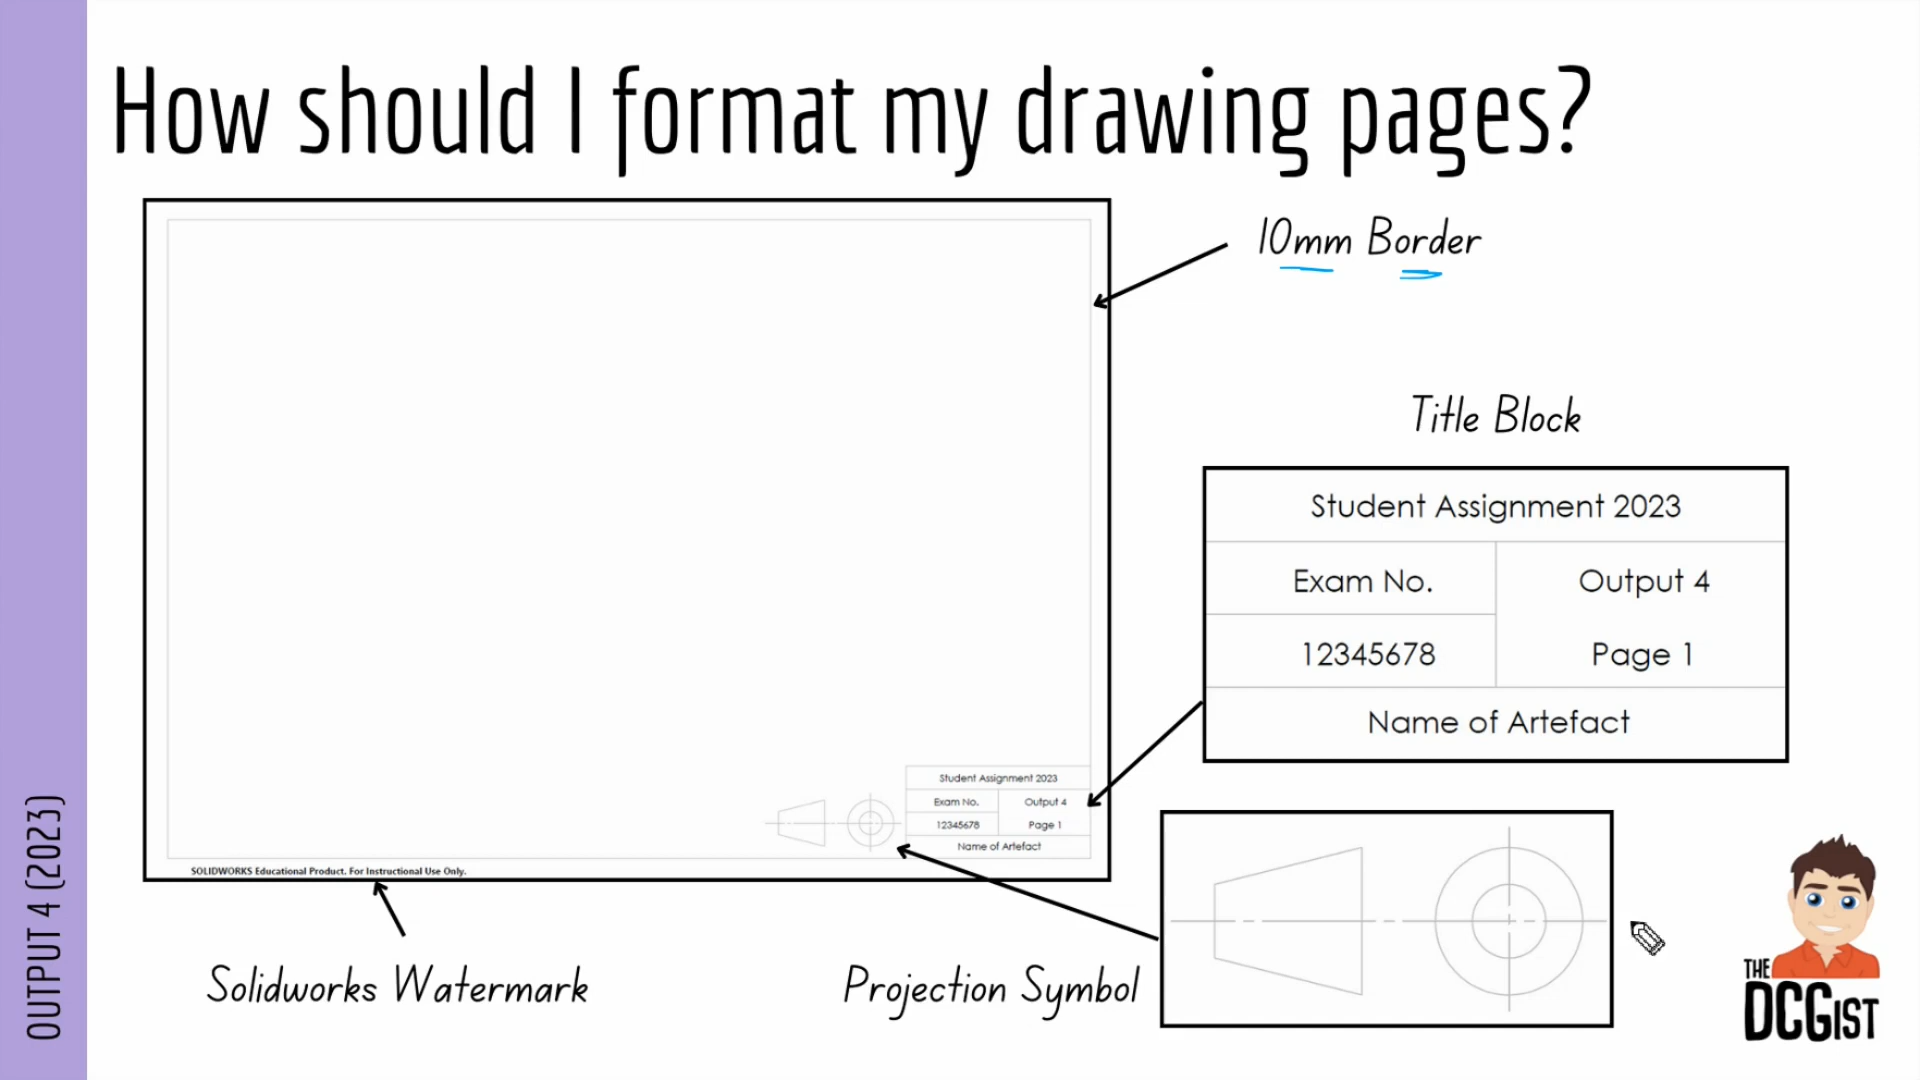 How should I format my drawing pages?
10mm Border
Title Block
Student Assignment 2023
Exam No.
Output 4
12345678
Page 1
Name of Artefact
Student Assignment 2023
Exam No.
Output 4
12345678
Page 1
Name of Artefact
SOLIDWORKS Educational Product. For Instructional Use Only.
Solidworks Watermark
Projection Symbol
OUTPUT 4 (2023)
THE
DCGIST